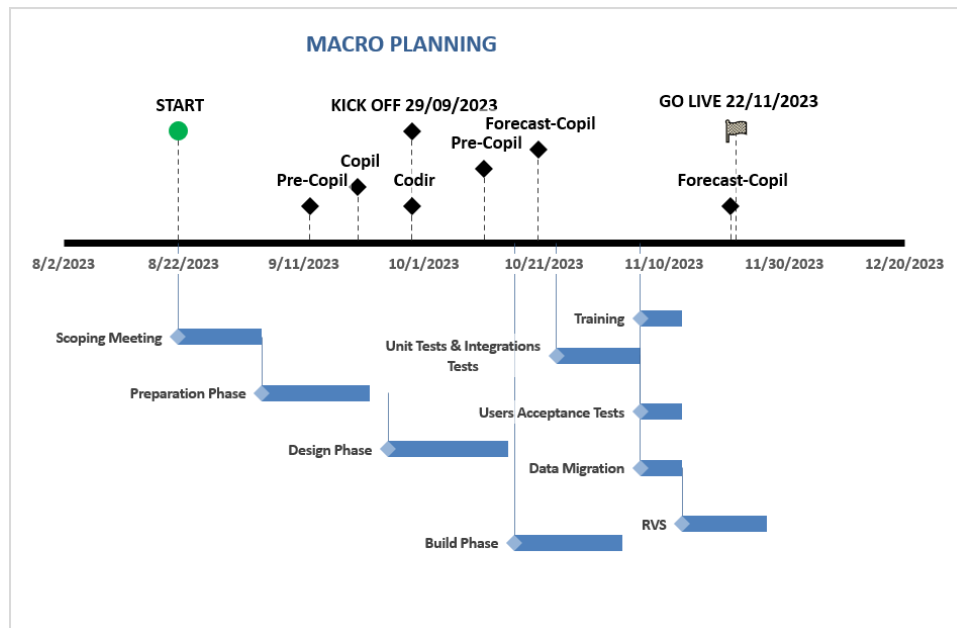 MACRO PLANNING
START
KICK OFF 29/09/2023
GO LIVE 22/11/2023
Forecast-Copil
Pre-Copil
Copil
Pre-Copil
Codir
Forecast-Copil
8/2/2023
8/22/2023
9/11/2023
10/1/2023
10/21/2023
11/10/2023
11/30/2023
12/20/2023
Training
Scoping Meeting
Unit Tests & Integrations
Tests
Preparation Phase
Users Acceptance Tests
Design Phase
Data Migration
RVS
Build Phase